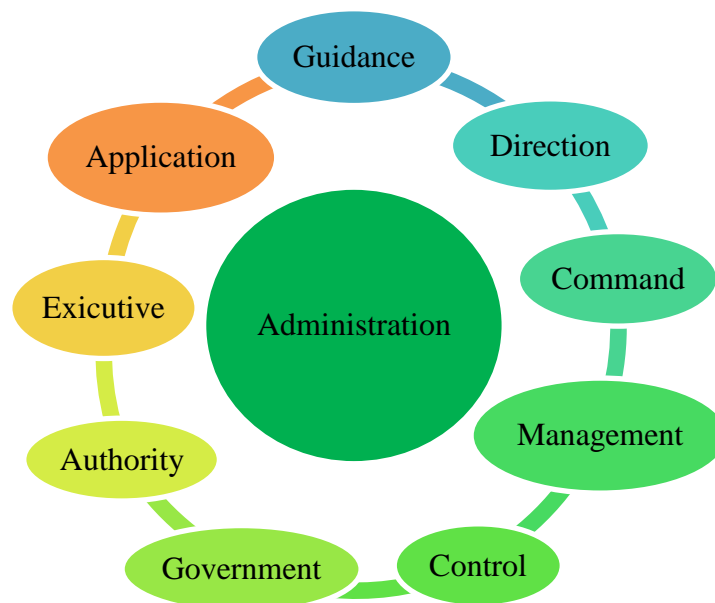 Guidance
Direction
Command
Management
Control
Government
Authority
Exicutive
Application
Administration